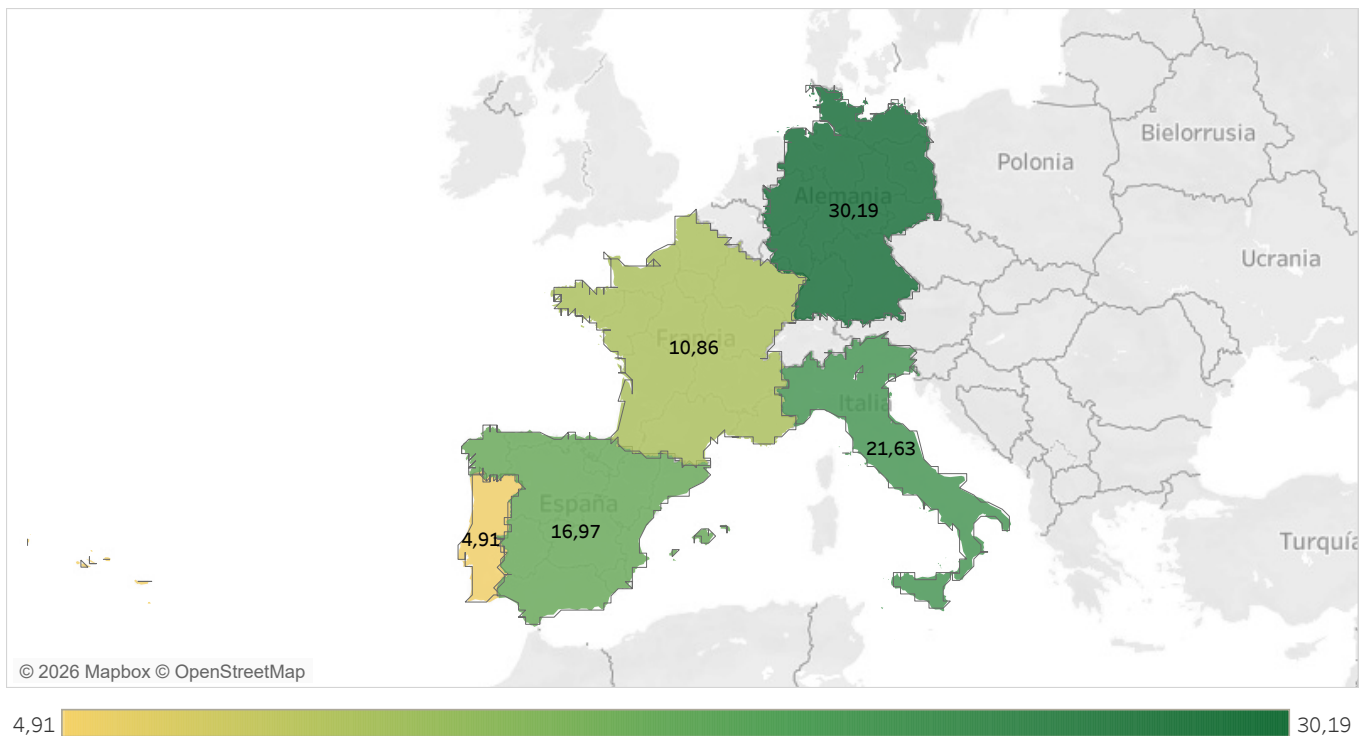 Bielorrusia
Polonia
Alemania
30,19
Ucrania
Francia
10,86
Italia
21,63
España
16,97
4,91
Turquía
© 2026 Mapbox © OpenStreetMap
4,91
30,19